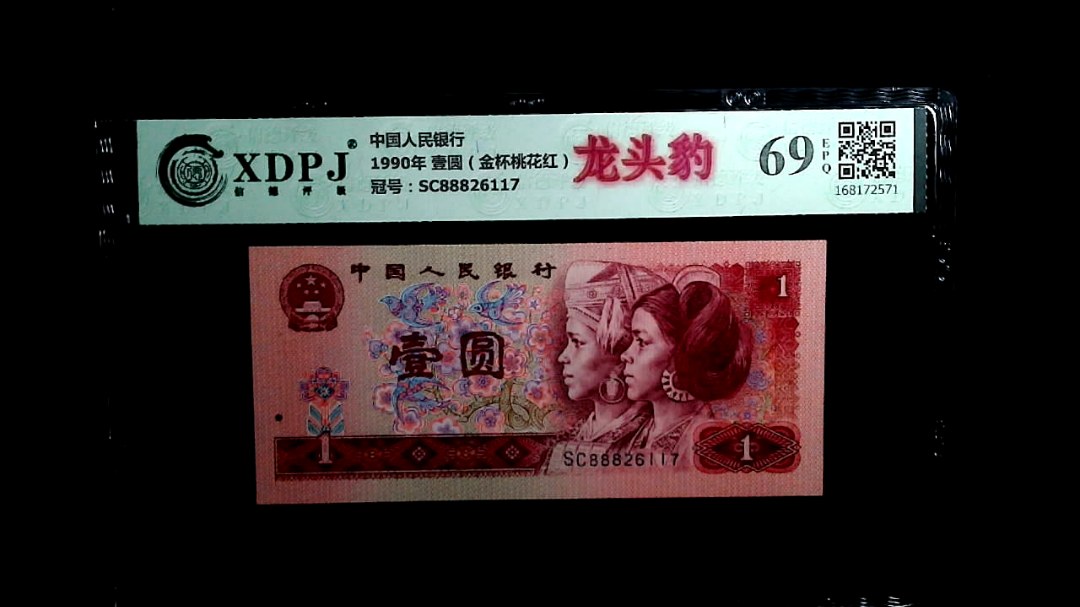 XDPJ®
信德评级
中国人民银行
1990年 壹圆（金杯桃花红）
冠号：SC88826117
龙头豹
69
EPQ
168172571
中国人民银行
1
壹圆
1
SC88826117
1